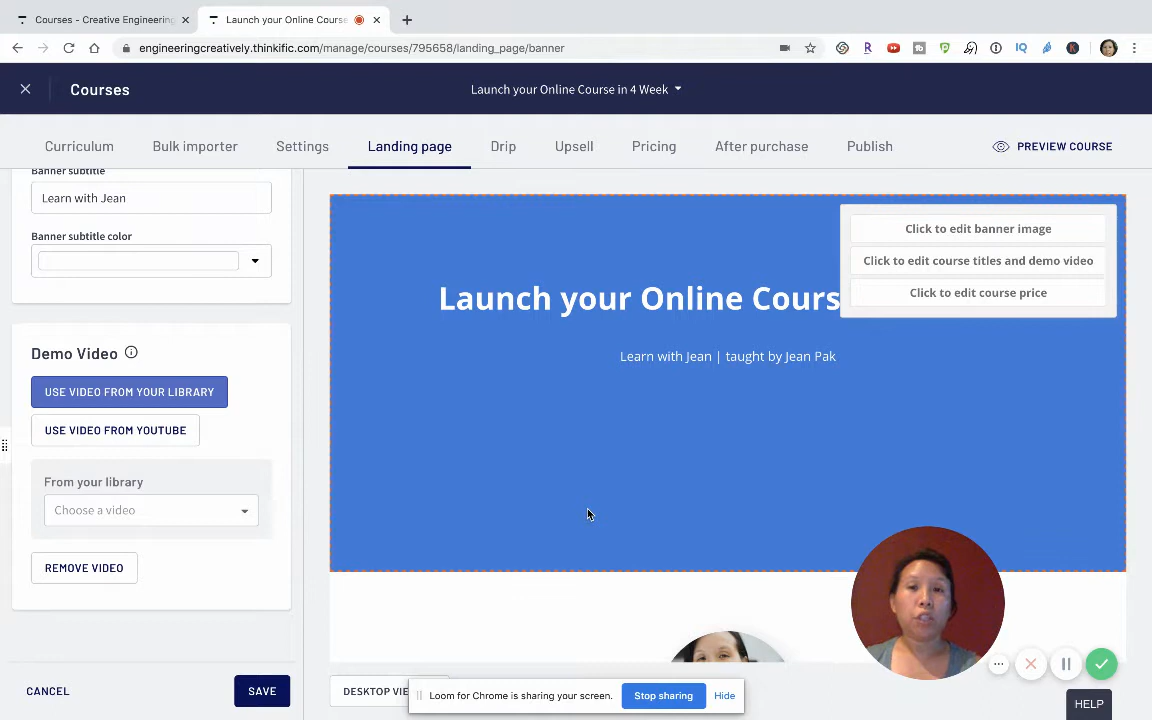 Courses - Creative Engineering
Launch your Online Course
engineeringcreatively.thinkific.com/manage/courses/795658/landing_page/banner
Courses
Launch your Online Course in 4 Week
Curriculum
Bulk importer
Settings
Landing page
Drip
Upsell
Pricing
After purchase
Publish
PREVIEW COURSE
Banner subtitle
Learn with Jean
Banner subtitle color
Demo Video
USE VIDEO FROM YOUR LIBRARY
USE VIDEO FROM YOUTUBE
From your library
Choose a video
REMOVE VIDEO
CANCEL
SAVE
Click to edit banner image
Click to edit course titles and demo video
Click to edit course price
Launch your Online Cours
Learn with Jean | taught by Jean Pak
DESKTOP VIE
Loom for Chrome is sharing your screen.
Stop sharing
Hide
HELP